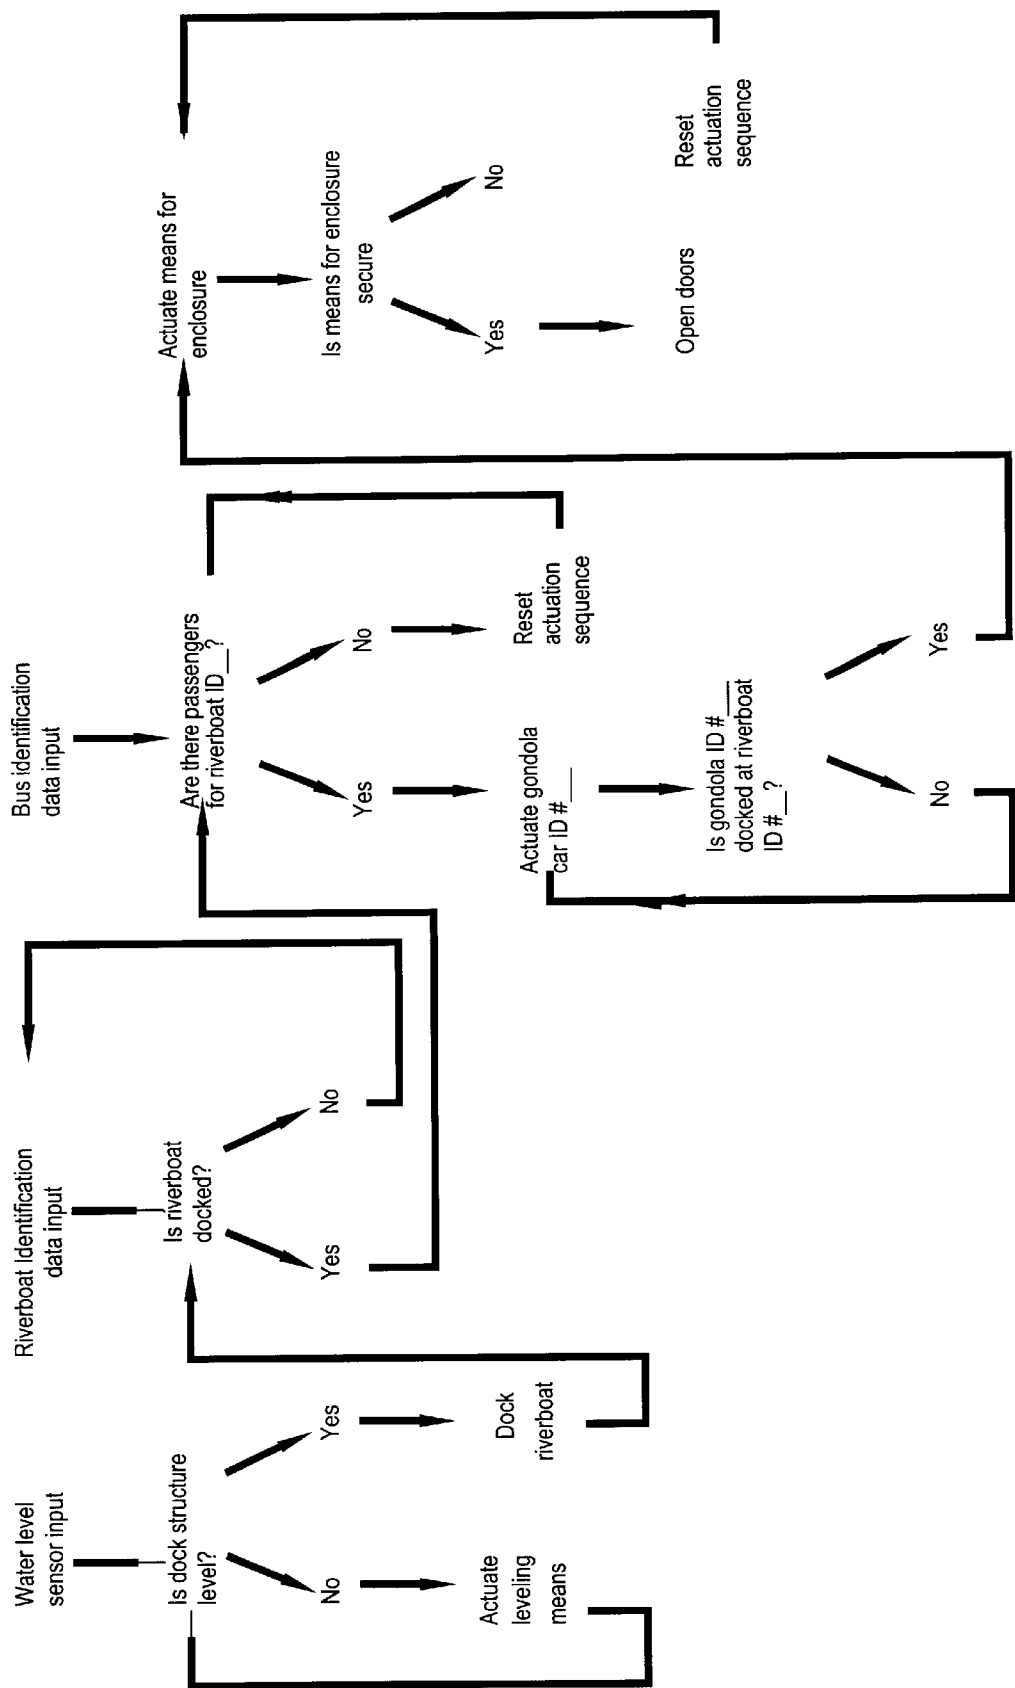 Water level
sensor input
Is dock structure
level?
No
Yes
Actuate
leveling
means
Dock
riverboat
Riverboat Identification
data input
Is riverboat
docked?
Yes
No
Bus identification
data input
Are there passengers
for riverboat ID__?
Yes
No
Actuate gondola
car ID #___
Reset
actuation
sequence
Is gondola ID #___
docked at riverboat
ID #__?
No
Yes
Actuate means for
enclosure
Is means for enclosure
secure
Yes
No
Open doors
Reset
actuation
sequence